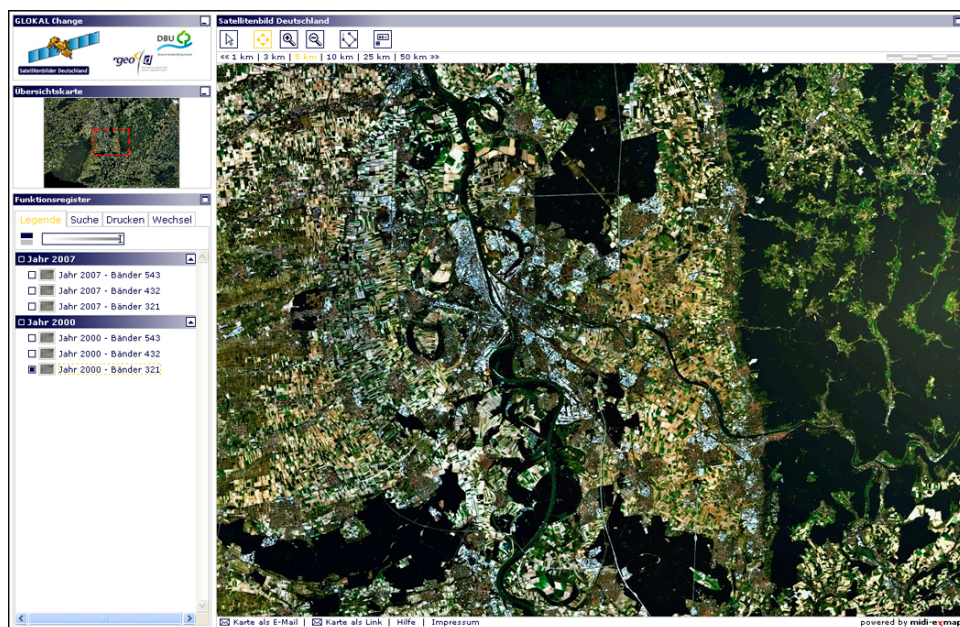 GLOKAL Change
DBU
Satellitenbilder Deutschland
rgeo
d
Übersichtskarte
Funktionsregister
Legende Suche Drucken Wechsel
Jahr 2007
Jahr 2007 - Bänder 543
Jahr 2007 - Bänder 432
Jahr 2007 - Bänder 321
Jahr 2000
Jahr 2000 - Bänder 543
Jahr 2000 - Bänder 432
Jahr 2000 - Bänder 321
Satellitenbild Deutschland
<< 1 km | 3 km | 5 km | 10 km | 25 km | 50 km >>
Karte als E-Mail | Karte als Link | Hilfe | Impressum
powered by midi-exmap